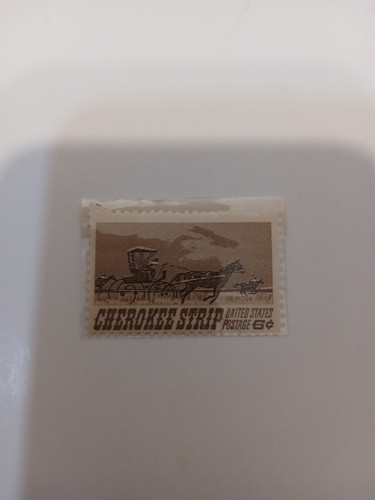 CHEROKEE STRIP
UNITED STATES
POSTAGE 6¢